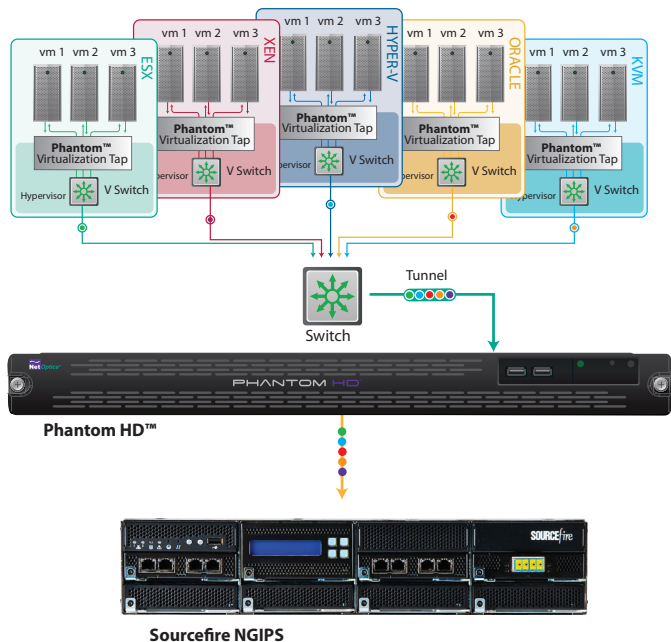 vm 1 vm 2 vm 3
ESX
Phantom™
Virtualization Tap
V Switch
Hypervisor
vm 1 vm 2 vm 3
XEN
Phantom™
Virtualization Tap
V Switch
pervisor
vm 1 vm 2 vm 3
HYPER-V
Phantom™
Virtualization Tap
V Switch
pervisor
vm 1 vm 2 vm 3
ORACLE
Phantom™
Virtualization Tap
V Switch
pervisor
vm 1 vm 2 vm 3
KVM
Phantom™
Virtualization Tap
V Switch
Hypervisor
Switch
Tunnel
NetOptics
PHANTOM HD
Phantom HD™
SOURCEfire
Sourcefire NGIPS